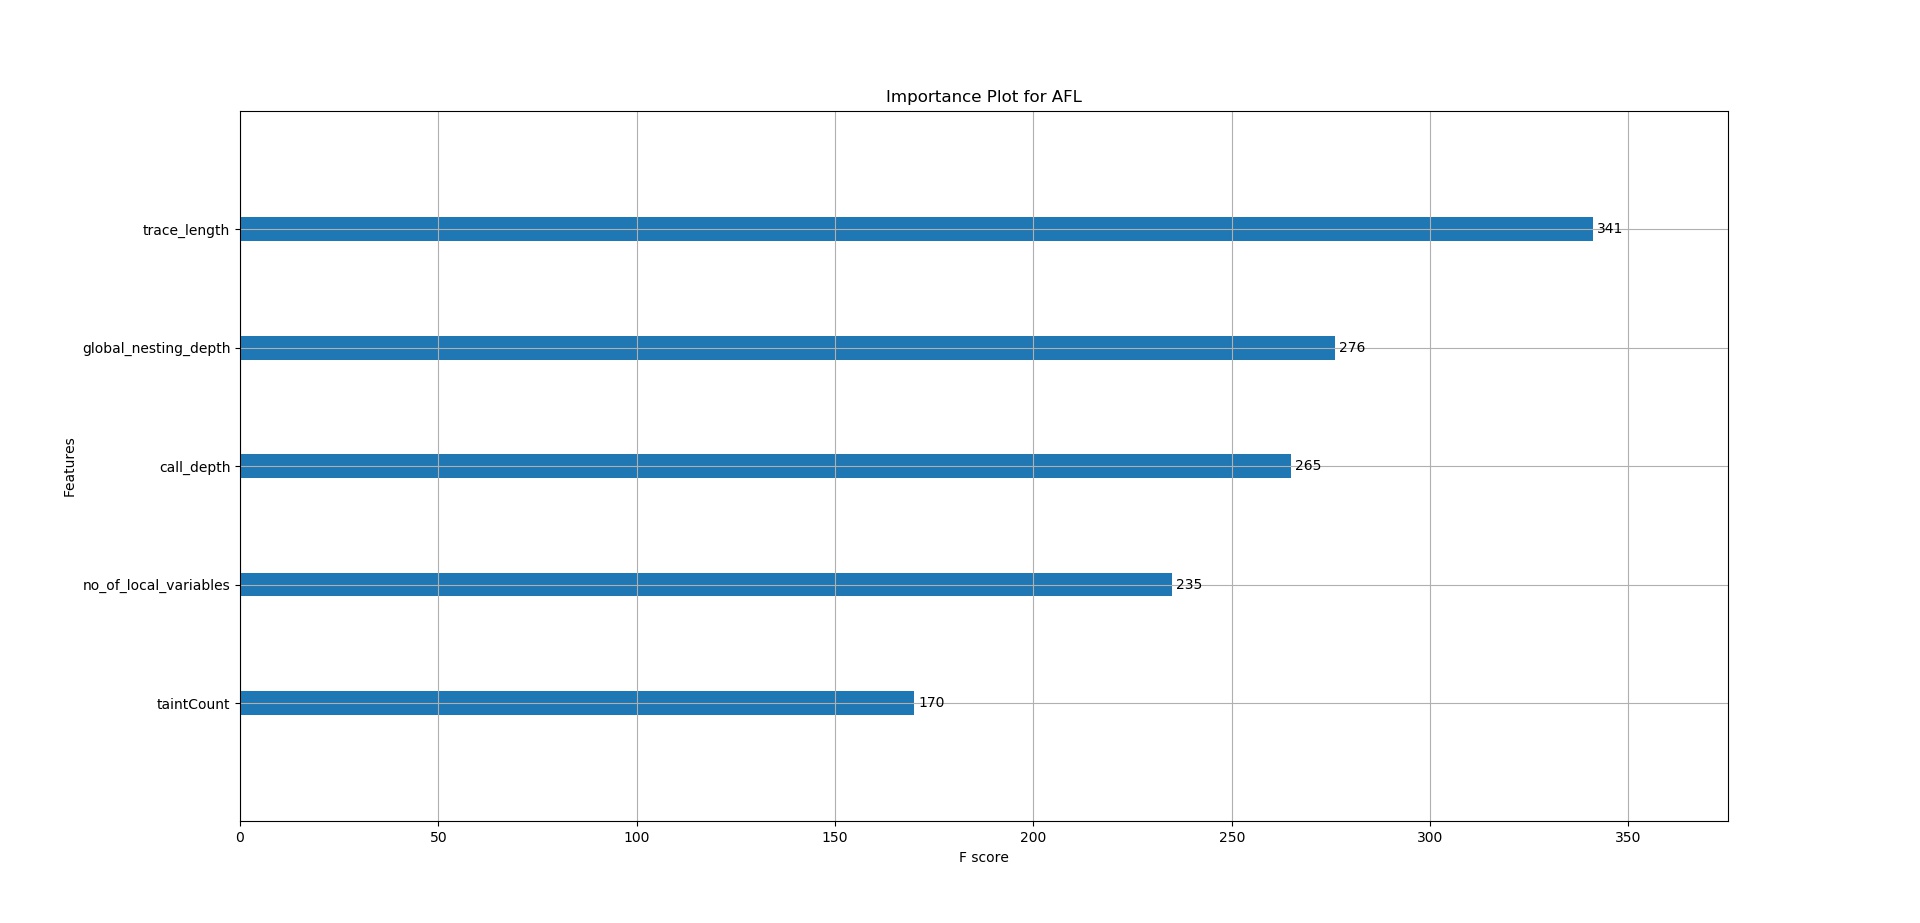 Importance Plot for AFL
trace_length
341
global_nesting_depth
276
call_depth
265
no_of_local_variables
235
taintCount
170
Features
0 50 100 150 200 250 300 350
F score